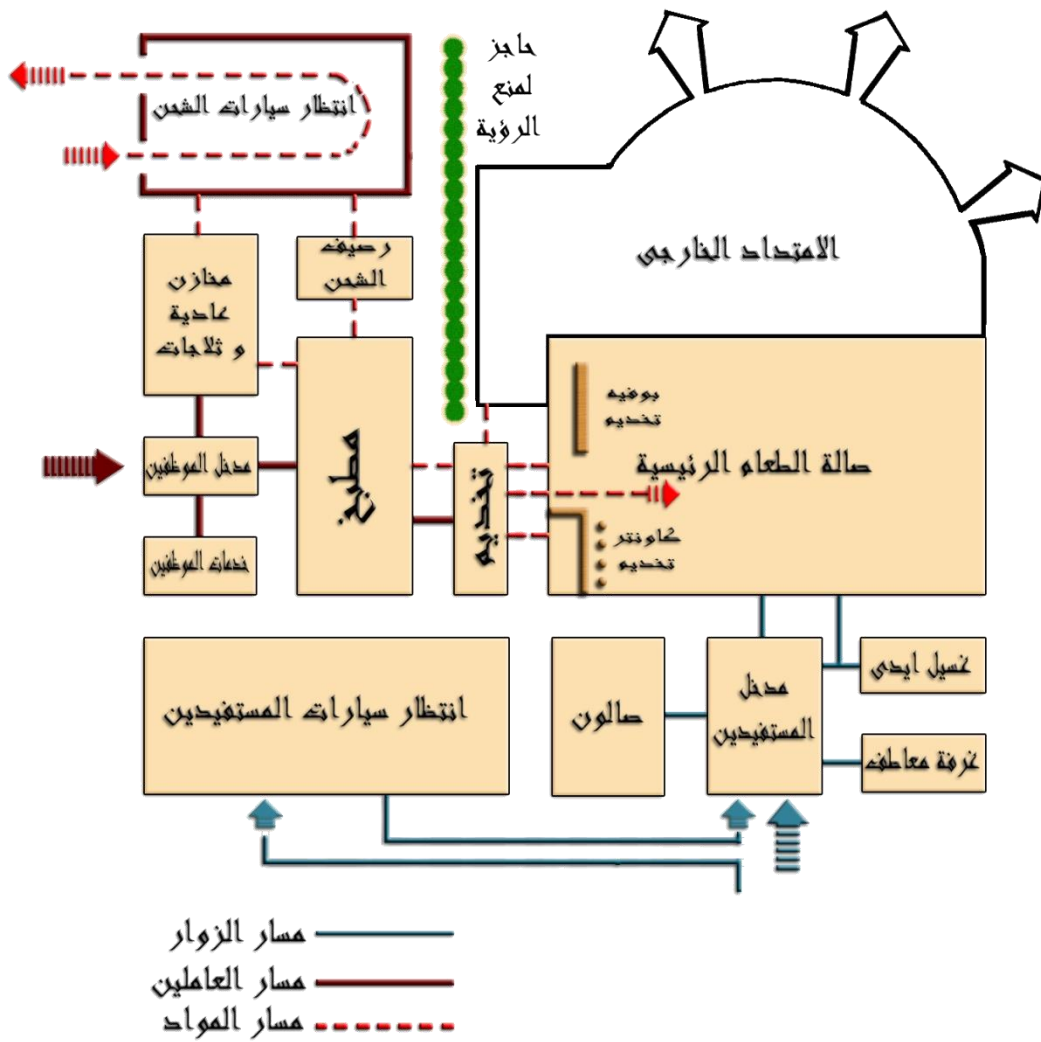 حاجز
لمنع
الرؤية
انتظار سيارات الشحن
الامتداد الخارجى
رصيف
الشحن
مخازن
عادية
و ثلاجات
بوفيه
تخديم
صالة الطعام الرئيسية
مطبخ
مدخل الموظفين
تخديم
كاونتر
تخديم
خدمات الموظفين
غسيل ايدى
مدخل
المستفيدين
صالون
انتظار سيارات المستفيدين
غرفة معاطف
مسار الزوار
مسار العاملين
مسار المواد